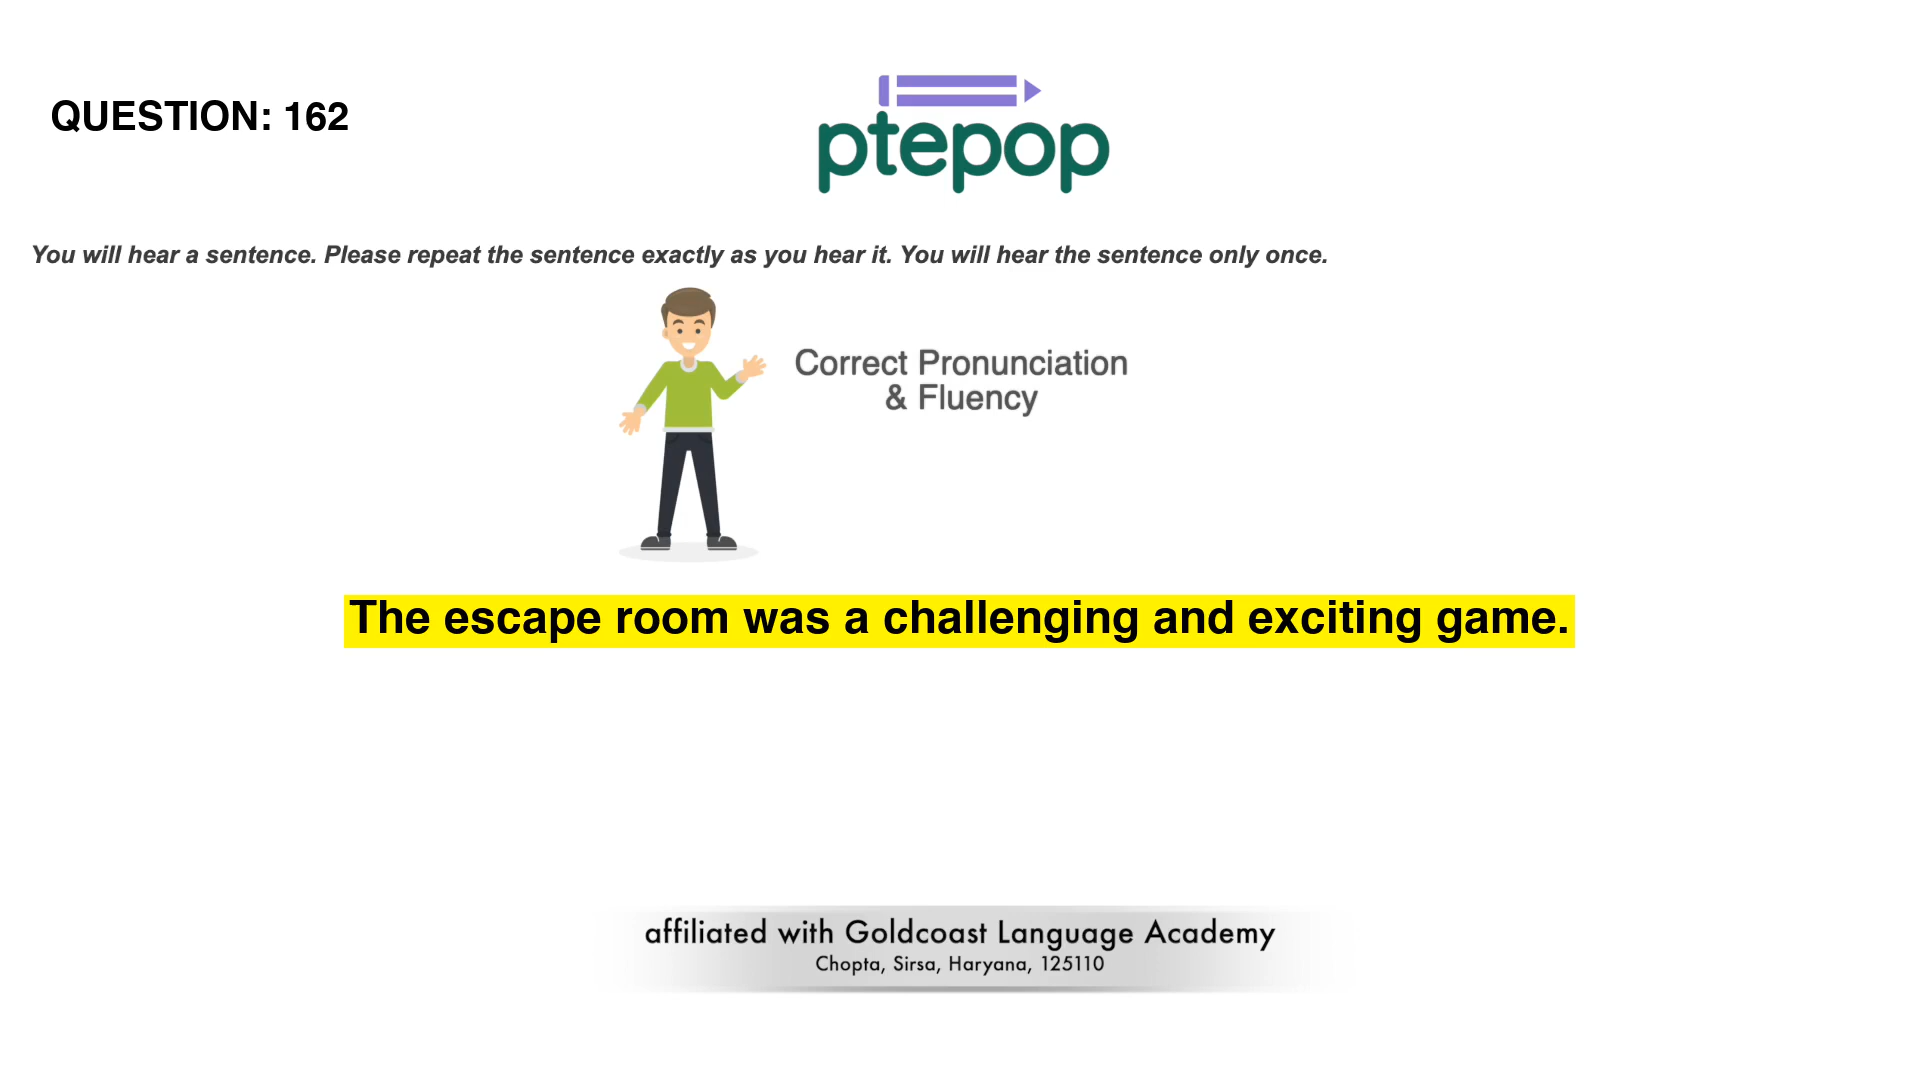 QUESTION: 162
ptepop
You will hear a sentence. Please repeat the sentence exactly as you hear it. You will hear the sentence only once.
Correct Pronunciation
& Fluency
The escape room was a challenging and exciting game.
affiliated with Goldcoast Language Academy
Chopta, Sirsa, Haryana, 125110